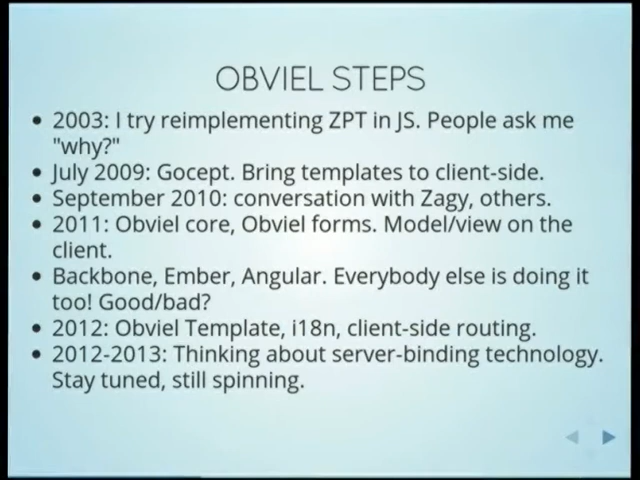 OBVIEL STEPS
• 2003: I try reimplementing ZPT in JS. People ask me
"why?"
• July 2009: Gocept. Bring templates to client-side.
• September 2010: conversation with Zagy, others.
• 2011: Obviel core, Obviel forms. Model/view on the
client.
• Backbone, Ember, Angular. Everybody else is doing it
too! Good/bad?
• 2012: Obviel Template, i18n, client-side routing.
• 2012-2013: Thinking about server-binding technology.
Stay tuned, still spinning.